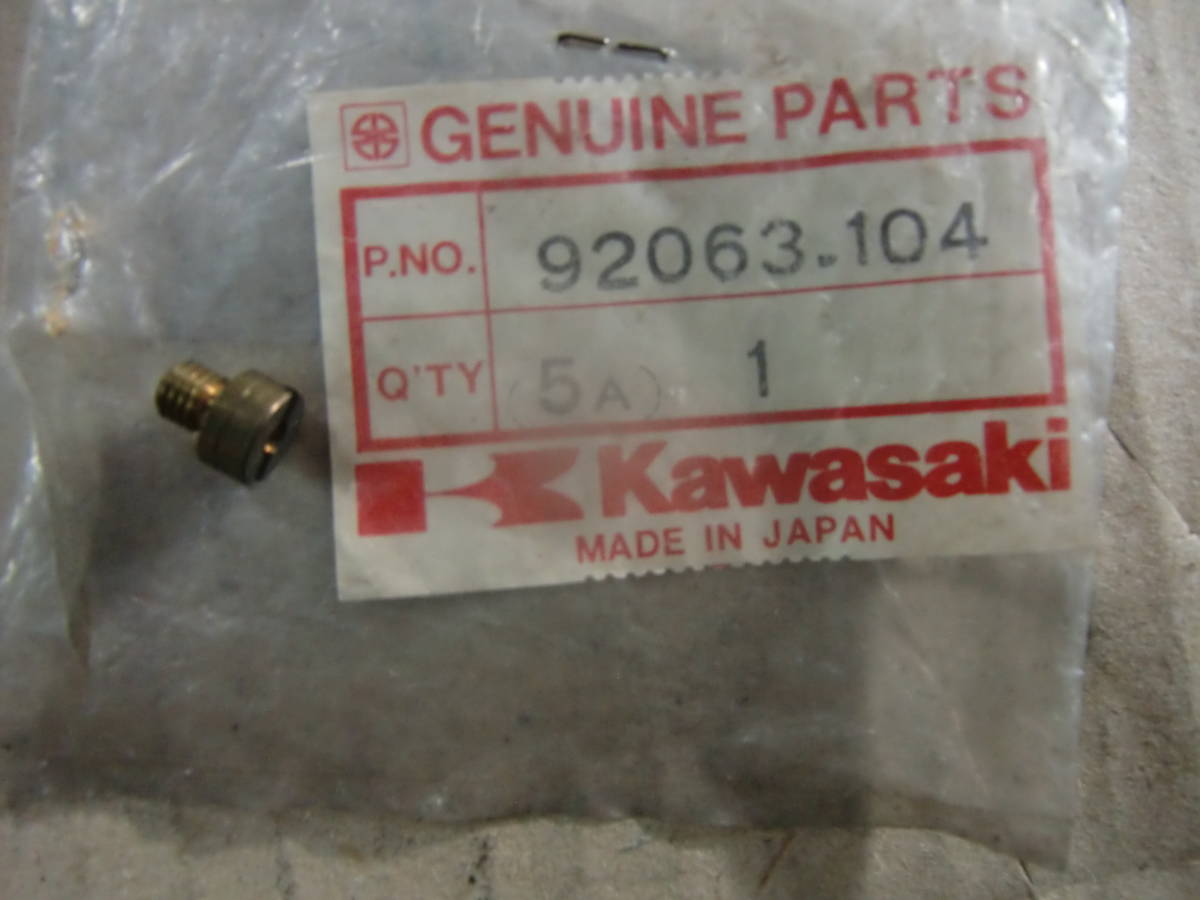 GENUINE PARTS
P.NO. 92063-104
Q'TY (5A) 1
Kawasaki
MADE IN JAPAN